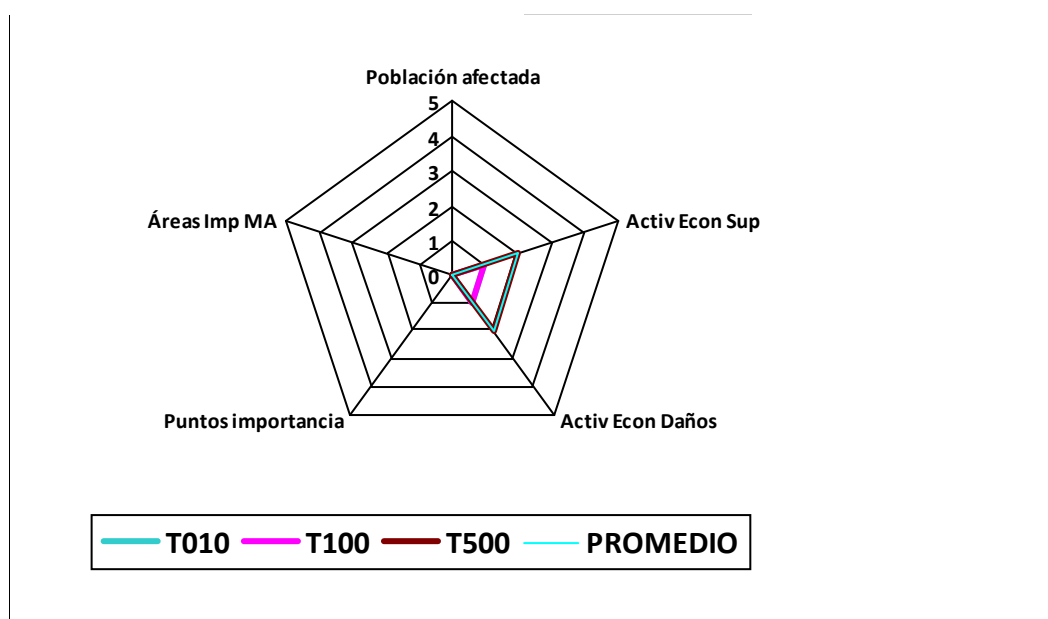 Población afectada
5
4
3
2
1
0
Áreas Imp MA
Activ Econ Sup
Puntos importancia
Activ Econ Daños
T010 T100 T500 PROMEDIO